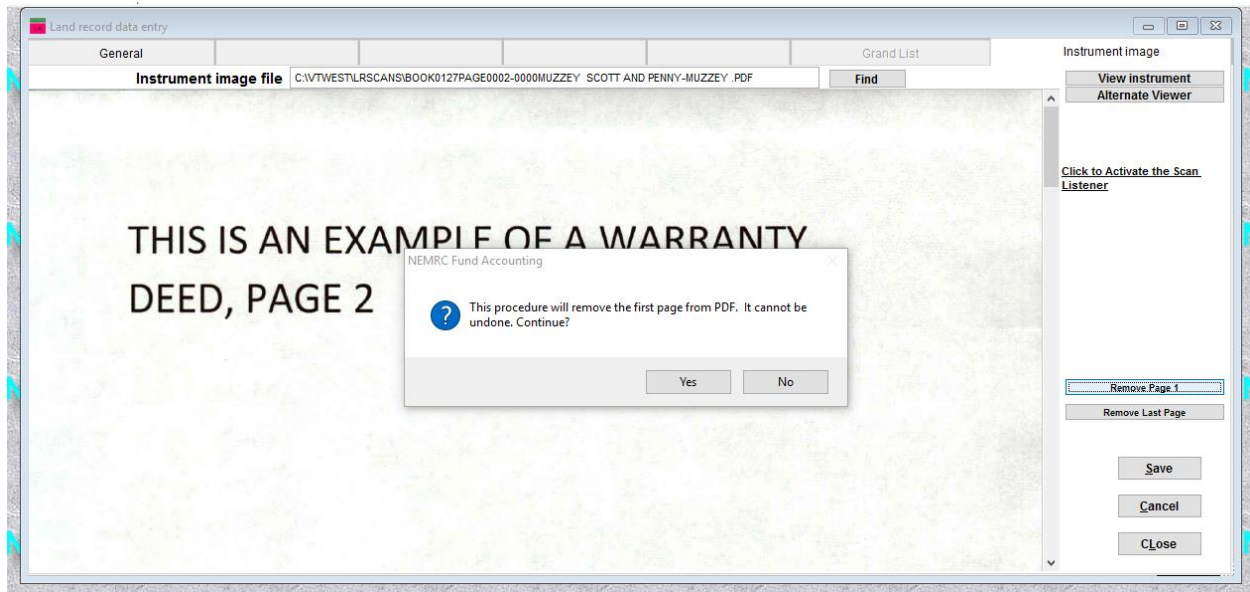 Land record data entry
General
Grand List
Instrument image
Instrument image file
C:\VTWEST\LRSCANS\BOOK0127PAGE0002-0000MUZZEY  SCOTT AND PENNY-MUZZEY .PDF
Find
View instrument
Alternate Viewer
Click to Activate the Scan
Listener
THIS IS AN EXAMPLE OF A WARRANTY
DEED, PAGE 2
NEMRC Fund Accounting
This procedure will remove the first page from PDF.  It cannot be
undone. Continue?
Yes
No
Remove Page 1
Remove Last Page
Save
Cancel
CLose